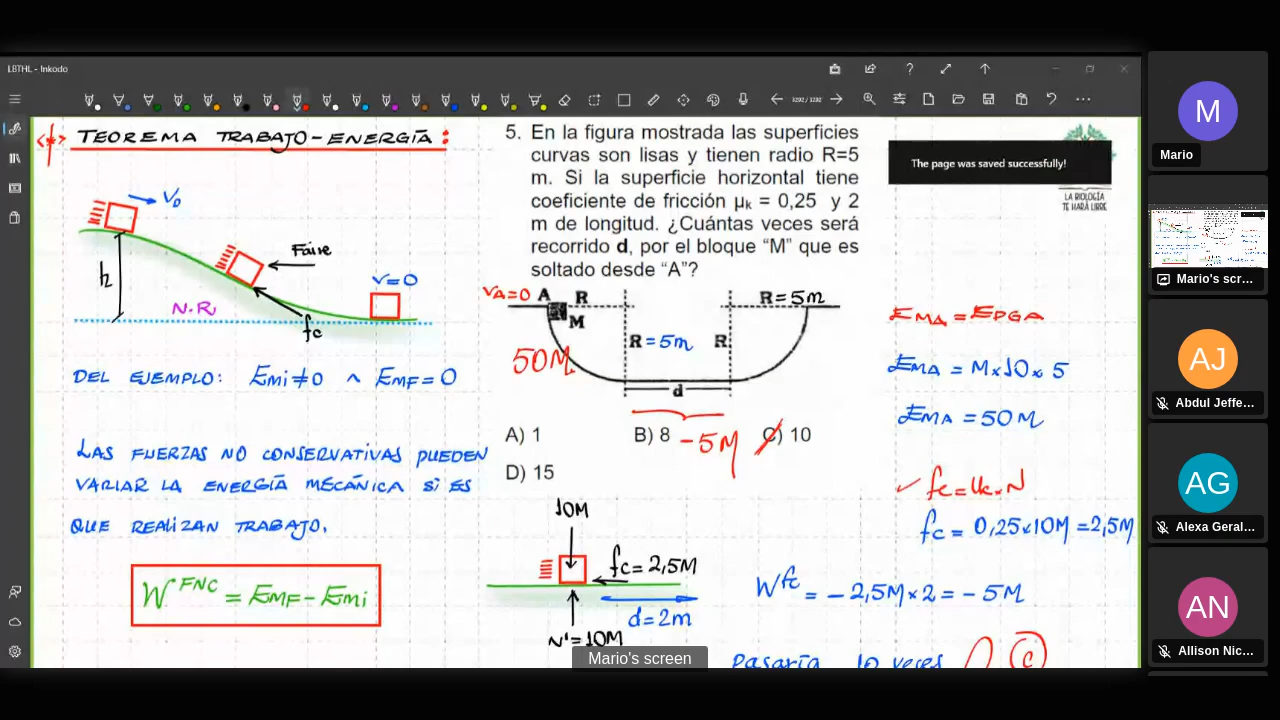 LBTHL - Inkodo
3292 / 3292
TEOREMA TRABAJO-ENERGÍA:
V₀
h
Faire
V=0
N.R.
fc
DEL EJEMPLO: Emi≠0 ∧ EMF=0
LAS FUERZAS NO CONSERVATIVAS PUEDEN
VARIAR LA ENERGÍA MECÁNICA SI ES
QUE REALIZAN TRABAJO.
W^FNC = EMF - EMi
5. En la figura mostrada las superficies
curvas son lisas y tienen radio R=5
m. Si la superficie horizontal tiene
coeficiente de fricción μₖ = 0,25 y 2
m de longitud. ¿Cuántas veces será
recorrido d, por el bloque “M” que es
soltado desde “A”?
VA=0 A R R=5m
M
R=5m R
50M
d
A) 1 B) 8 -5M C) 10
D) 15
10M
fc=2,5M
d=2m
N=10M
The page was saved successfully!
LA BIOLOGÍA
TE HARÁ LIBRE
EMA = EPGA
EMA = M×10×5
EMA = 50M
fc=uk.N
fc = 0,25×10M=2,5M
W^fc = -2,5M×2 = -5M
Pasaría 10 veces
Mario's screen
M
Mario
Mario's scr...
AJ
Abdul Jeffe...
AG
Alexa Geral...
AN
Allison Nic...